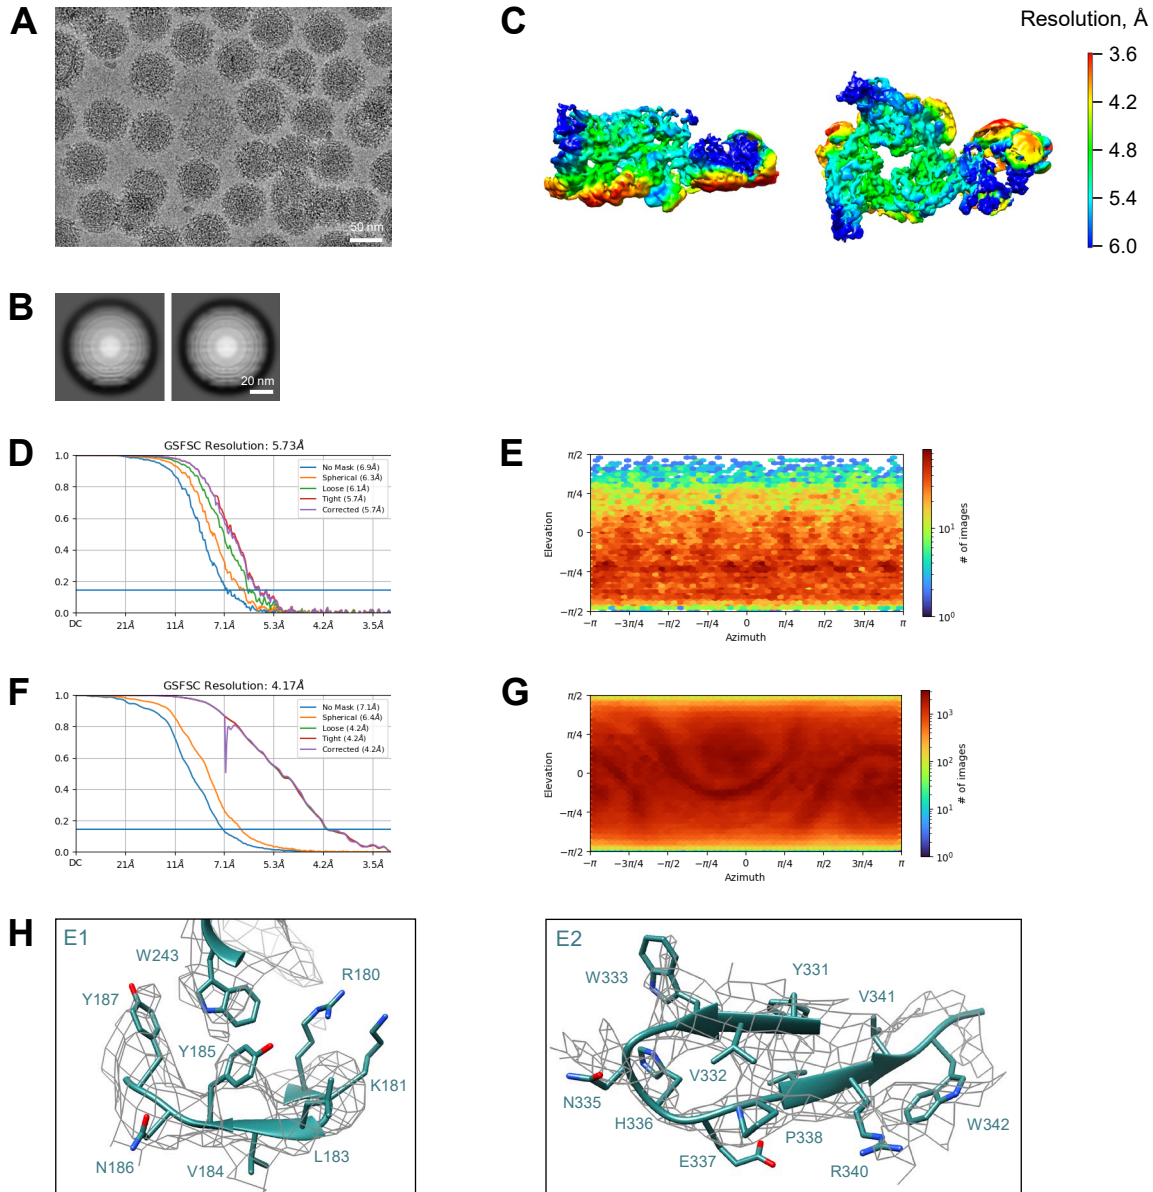 A
50 nm
C
Resolution, Å
3.6
4.2
4.8
5.4
6.0
B
20 nm
D
GSFSC Resolution: 5.73Å
1.0
0.8
0.6
0.4
0.2
0.0
DC
21Å
11Å
7.1Å
5.3Å
4.2Å
3.5Å
No Mask (6.9Å)
Spherical (6.3Å)
Loose (6.1Å)
Tight (5.7Å)
Corrected (5.7Å)
E
Elevation
π/2
π/4
0
−π/4
−π/2
−π
−3π/4
−π/2
−π/4
0
π/4
π/2
3π/4
π
Azimuth
10¹
10⁰
# of images
F
GSFSC Resolution: 4.17Å
1.0
0.8
0.6
0.4
0.2
0.0
DC
21Å
11Å
7.1Å
5.3Å
4.2Å
3.5Å
No Mask (7.1Å)
Spherical (6.4Å)
Loose (4.2Å)
Tight (4.2Å)
Corrected (4.2Å)
G
Elevation
π/2
π/4
0
−π/4
−π/2
−π
−3π/4
−π/2
−π/4
0
π/4
π/2
3π/4
π
Azimuth
10³
10²
10¹
10⁰
# of images
H
E1
W243
R180
Y187
Y185
K181
L183
N186
V184
E2
W333
Y331
V341
V332
N335
H336
P338
W342
E337
R340